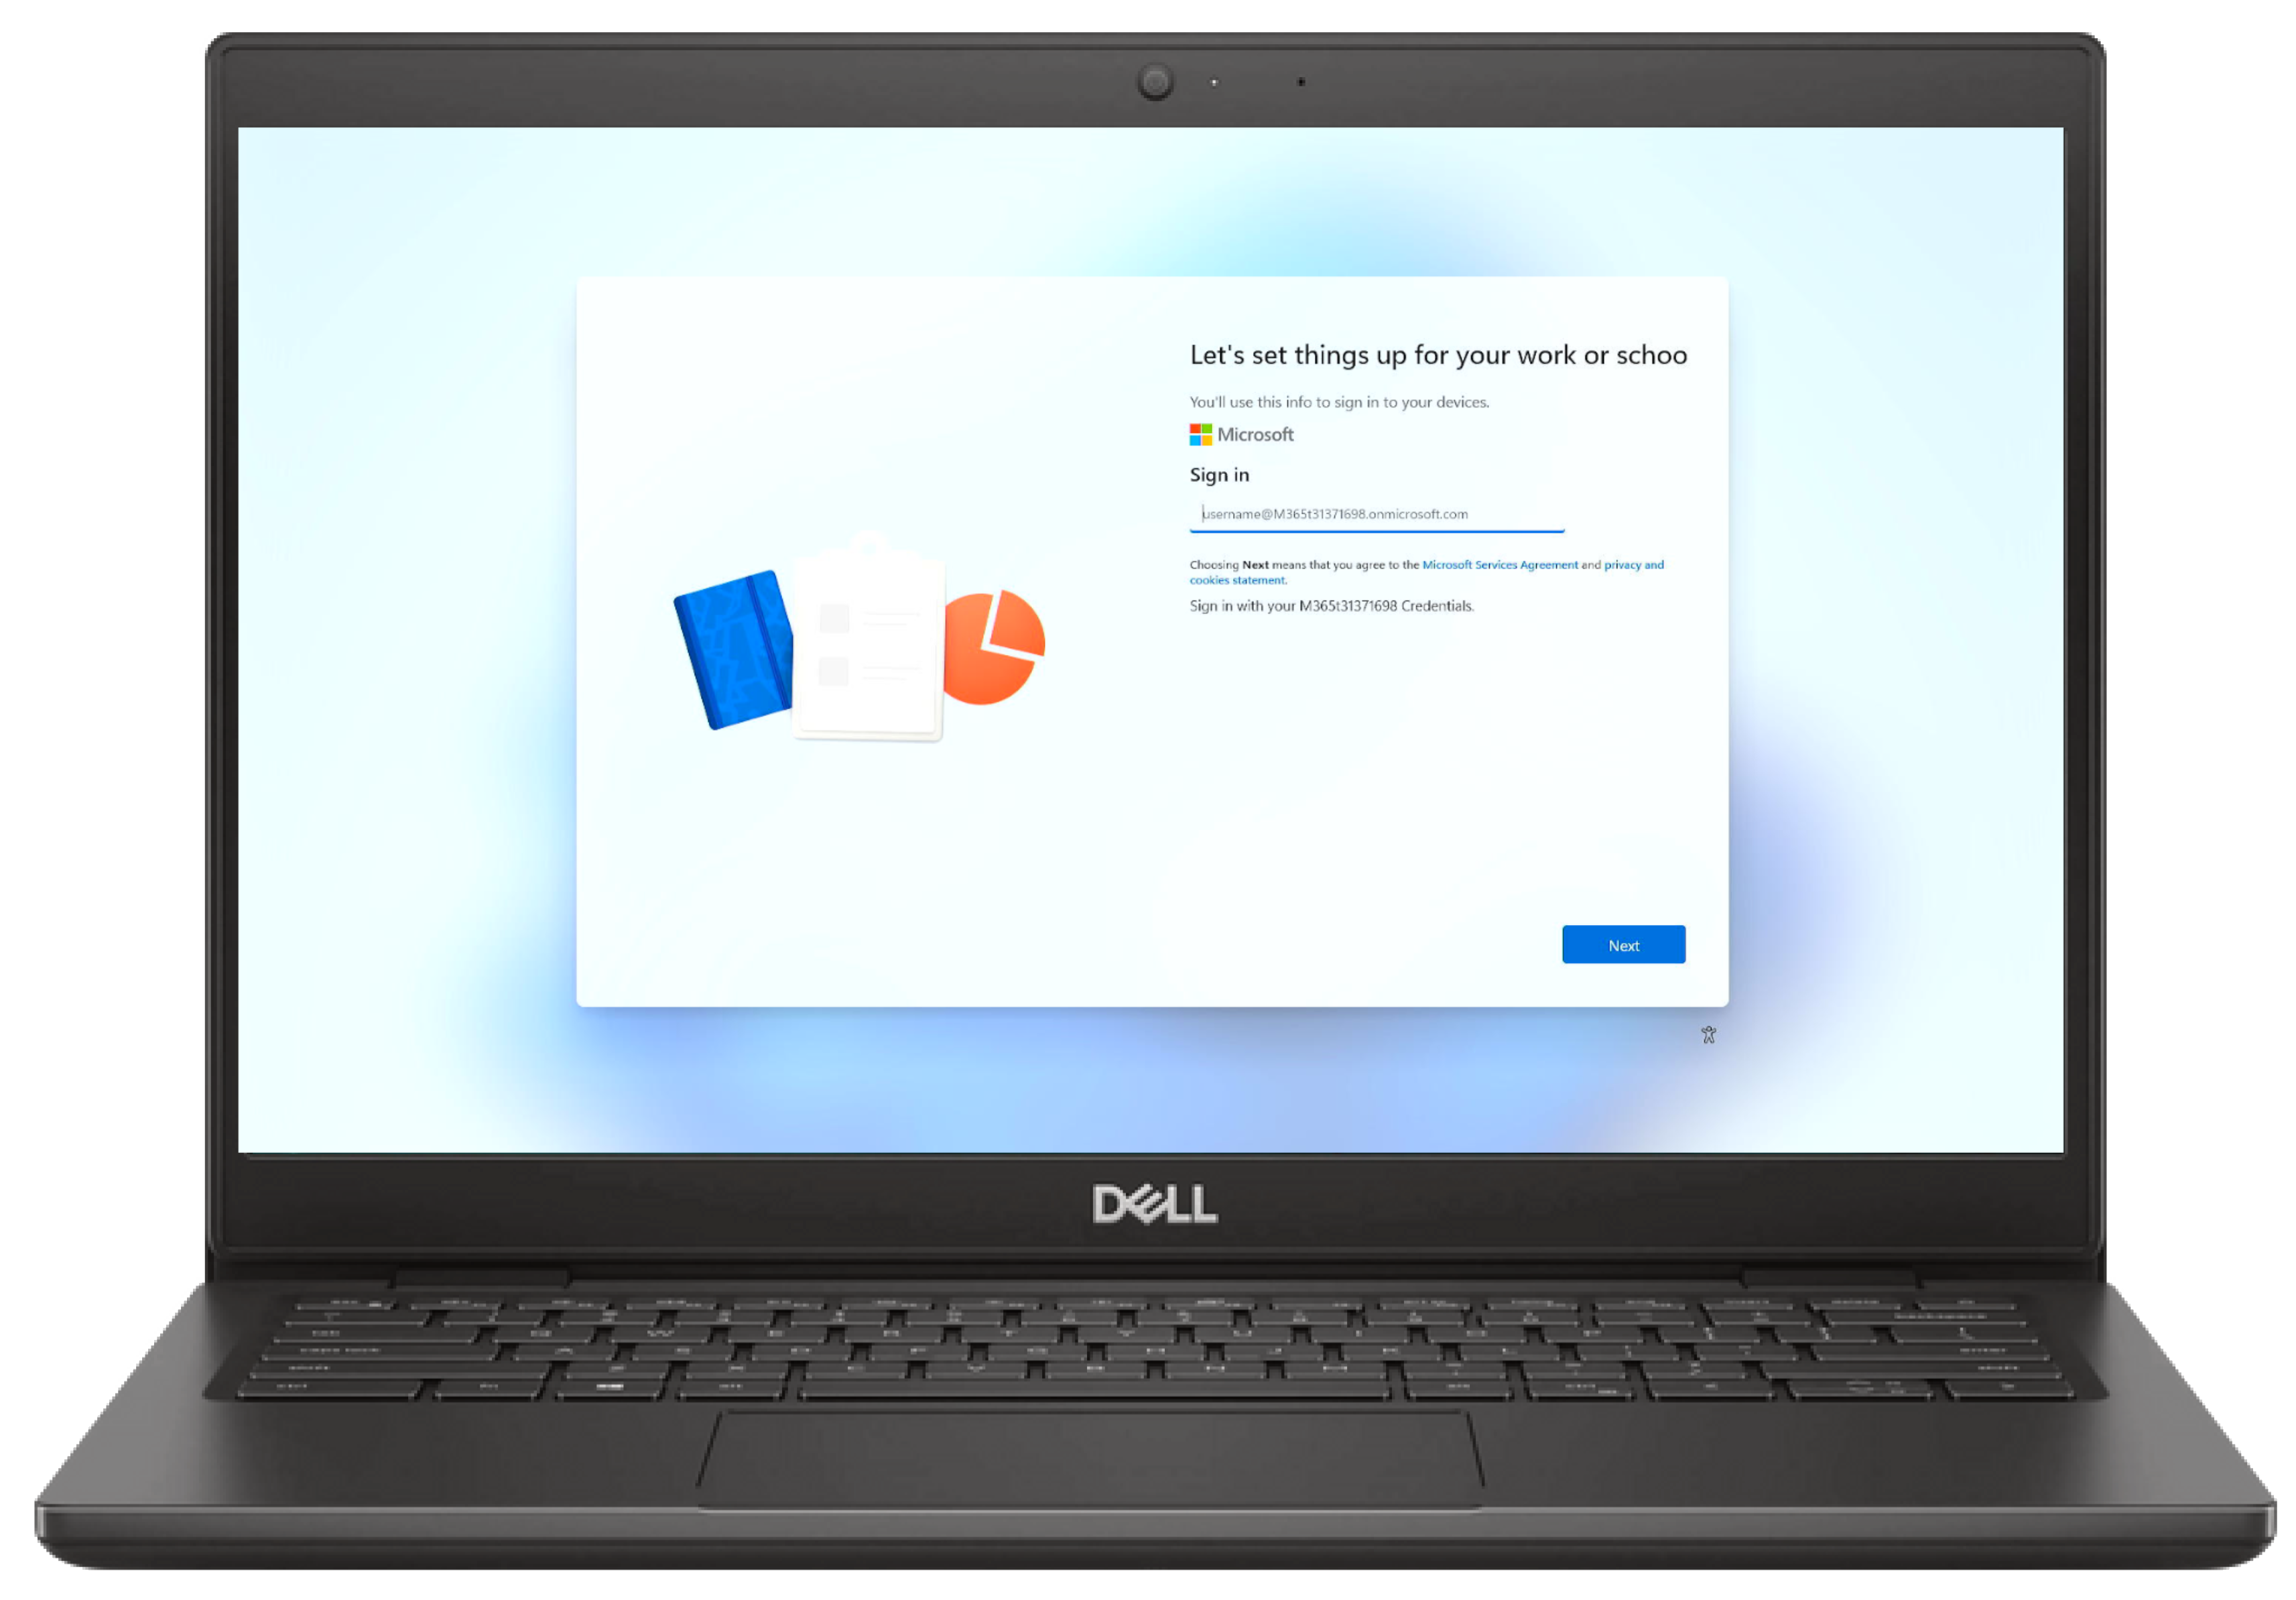 Let's set things up for your work or schoo
You'll use this info to sign in to your devices.
Microsoft
Sign in
username@M365t31371698.onmicrosoft.com
Choosing Next means that you agree to the Microsoft Services Agreement and privacy and
cookies statement.
Sign in with your M365t31371698 Credentials.
Next
DELL